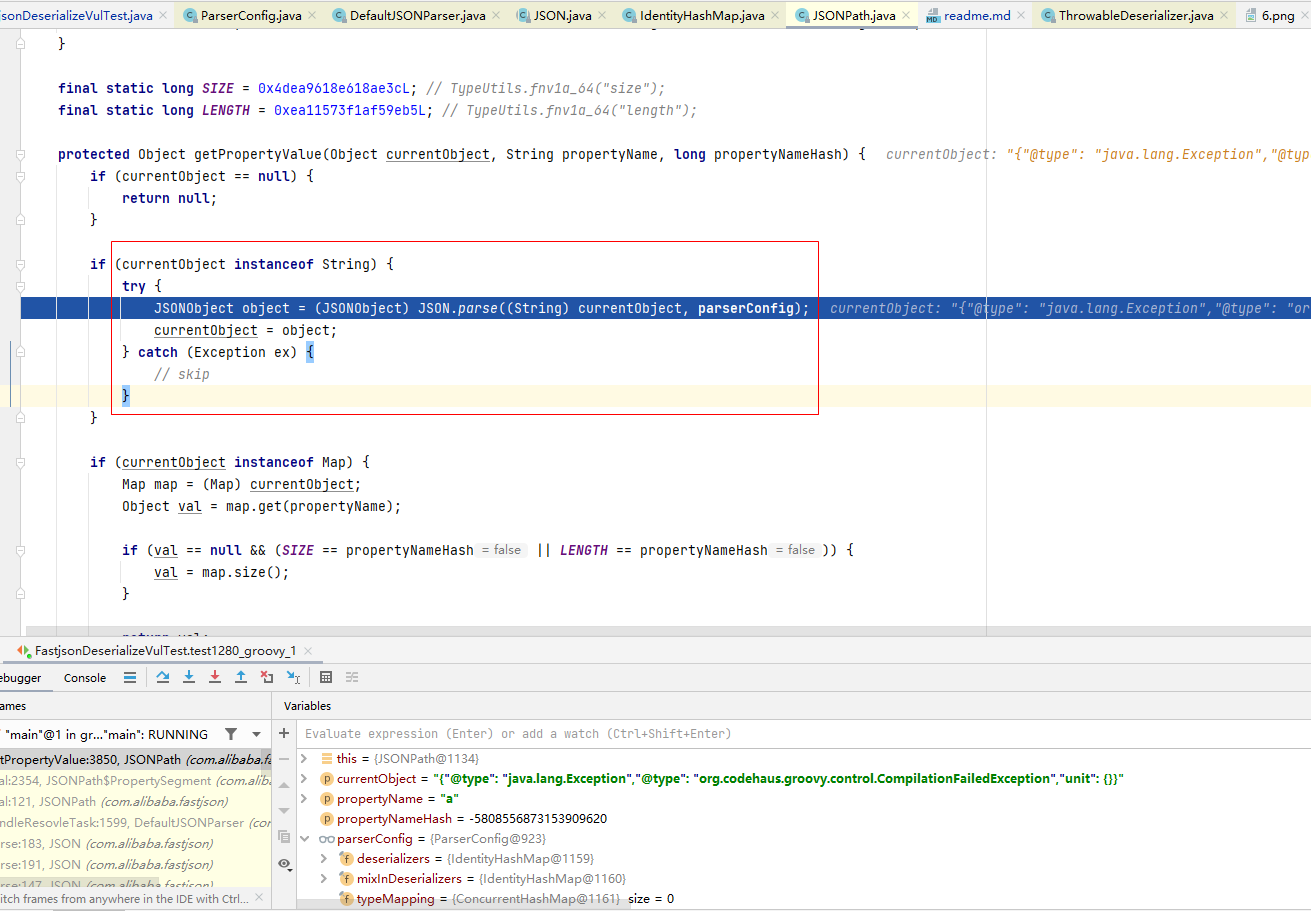 jsonDeserializeVulTest.java × ParserConfig.java × DefaultJSONParser.java × JSON.java × IdentityHashMap.java × JSONPath.java × readme.md × ThrowableDeserializer.java × 6.png ×
}
final static long SIZE = 0x4dea9618e618ae3cL; // TypeUtils.fnv1a_64("size");
final static long LENGTH = 0xea11573f1af59eb5L; // TypeUtils.fnv1a_64("length");
protected Object getPropertyValue(Object currentObject, String propertyName, long propertyNameHash) { currentObject: "{"@type": "java.lang.Exception","@typ
if (currentObject == null) {
return null;
}
if (currentObject instanceof String) {
try {
JSONObject object = (JSONObject) JSON.parse((String) currentObject, parserConfig); currentObject: "{"@type": "java.lang.Exception","@type": "or
currentObject = object;
} catch (Exception ex) {
// skip
}
}
if (currentObject instanceof Map) {
Map map = (Map) currentObject;
Object val = map.get(propertyName);
if (val == null && (SIZE == propertyNameHash = false || LENGTH == propertyNameHash = false )) {
val = map.size();
}
FastjsonDeserializeVulTest.test1280_groovy_1 ×
ebugger Console
ames
Variables
"main"@1 in gr..."main": RUNNING
Evaluate expression (Enter) or add a watch (Ctrl+Shift+Enter)
tPropertyValue:3850, JSONPath (com.alibaba.fa
al:2354, JSONPath$PropertySegment (com.alib
al:121, JSONPath (com.alibaba.fastjson)
ndleResovleTask:1599, DefaultJSONParser (con
rse:183, JSON (com.alibaba.fastjson)
rse:191, JSON (com.alibaba.fastjson)
rse:147, JSON (com.alibaba.fastjson)
itch frames from anywhere in the IDE with Ctrl... ×
this = {JSONPath@1134}
currentObject = "{"@type": "java.lang.Exception","@type": "org.codehaus.groovy.control.CompilationFailedException","unit": {}}"
propertyName = "a"
propertyNameHash = -5808556873153909620
parserConfig = {ParserConfig@923}
deserializers = {IdentityHashMap@1159}
mixInDeserializers = {IdentityHashMap@1160}
typeMapping = {ConcurrentHashMap@1161} size = 0